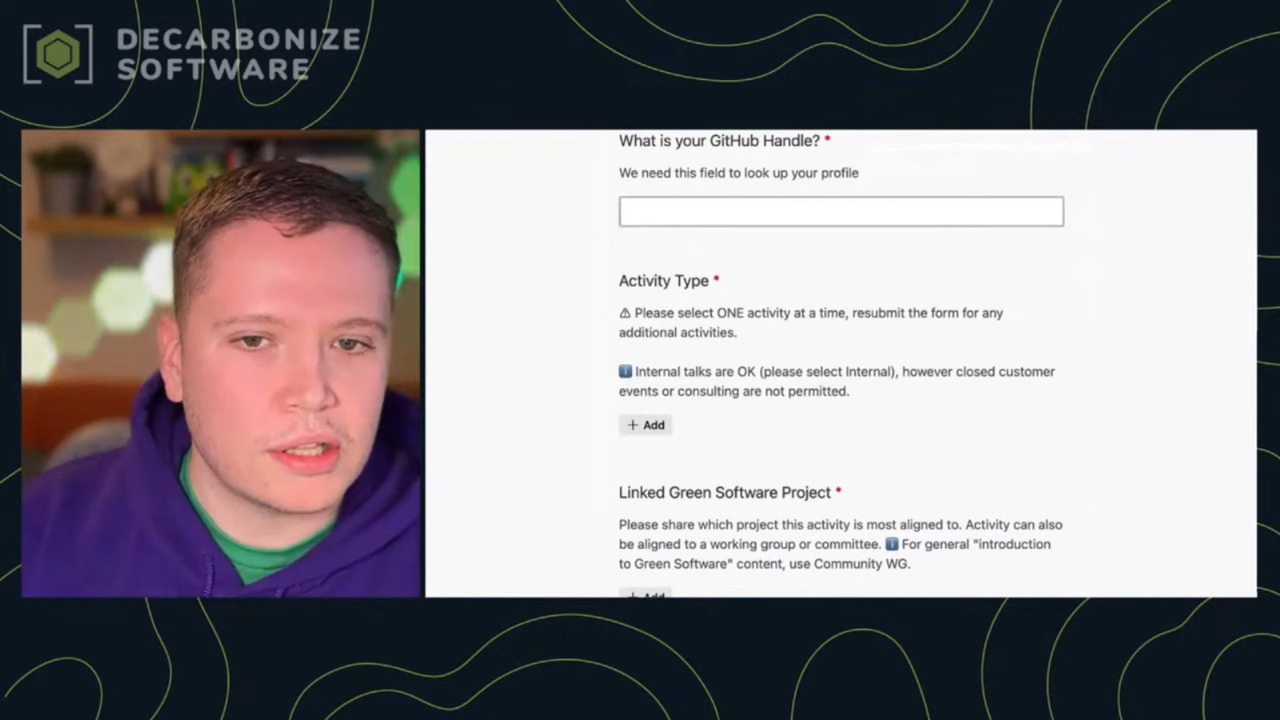 DECARBONIZE
SOFTWARE
What is your GitHub Handle? *
We need this field to look up your profile
Activity Type *
⚠ Please select ONE activity at a time, resubmit the form for any
additional activities.
ℹ Internal talks are OK (please select Internal), however closed customer
events or consulting are not permitted.
+ Add
Linked Green Software Project *
Please share which project this activity is most aligned to. Activity can also
be aligned to a working group or committee. ℹ For general "introduction
to Green Software" content, use Community WG.
+ Add